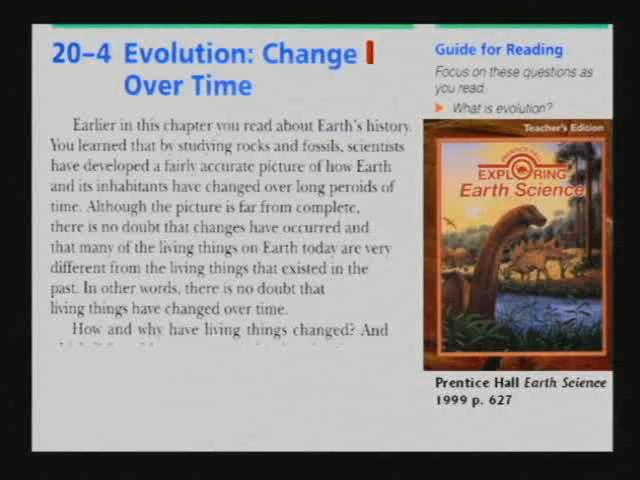 20–4 Evolution: Change
Over Time
Earlier in this chapter you read about Earth's history.
You learned that by studying rocks and fossils, scientists
have developed a fairly accurate picture of how Earth
and its inhabitants have changed over long peroids of
time. Although the picture is far from complete,
there is no doubt that changes have occurred and
that many of the living things on Earth today are very
different from the living things that existed in the
past. In other words, there is no doubt that
living things have changed over time.
How and why have living things changed? And
Guide for Reading
Focus on these questions as
you read.
What is evolution?
Teacher's Edition
PRENTICE HALL
EXPLORING
Earth Science
Prentice Hall Earth Science
1999 p. 627